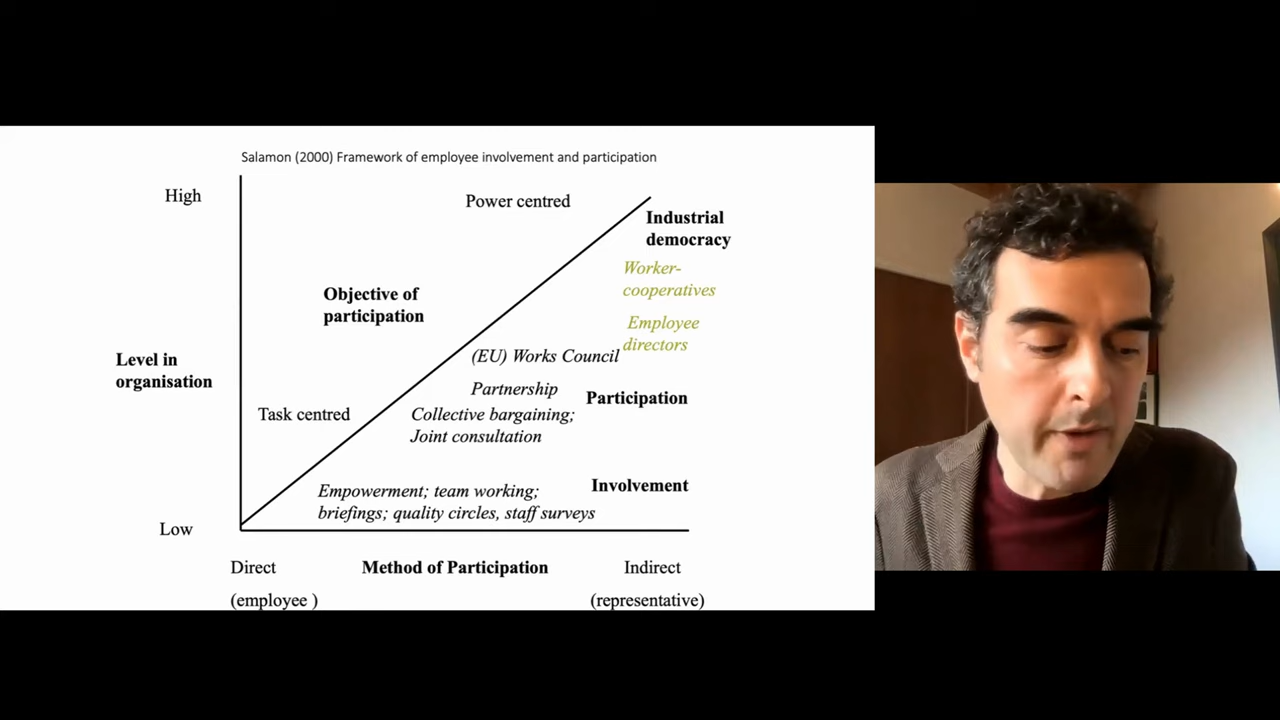 Salamon (2000) Framework of employee involvement and participation
High
Power centred
Industrial
democracy
Worker-
cooperatives
Objective of
participation
Employee
directors
(EU) Works Council
Level in
organisation
Partnership
Participation
Task centred
Collective bargaining;
Joint consultation
Involvement
Empowerment; team working;
briefings; quality circles, staff surveys
Low
Direct
Method of Participation
Indirect
(employee )
(representative)